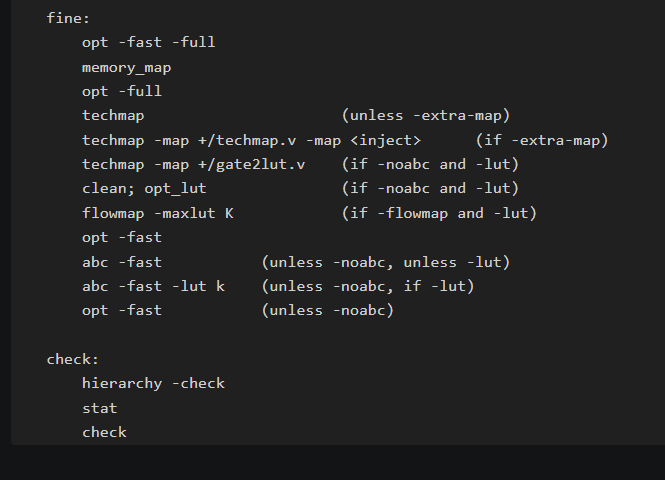 fine:
opt -fast -full
memory_map
opt -full
techmap (unless -extra-map)
techmap -map +/techmap.v -map <inject> (if -extra-map)
techmap -map +/gate2lut.v (if -noabc and -lut)
clean; opt_lut (if -noabc and -lut)
flowmap -maxlut K (if -flowmap and -lut)
opt -fast
abc -fast (unless -noabc, unless -lut)
abc -fast -lut k (unless -noabc, if -lut)
opt -fast (unless -noabc)
check:
hierarchy -check
stat
check